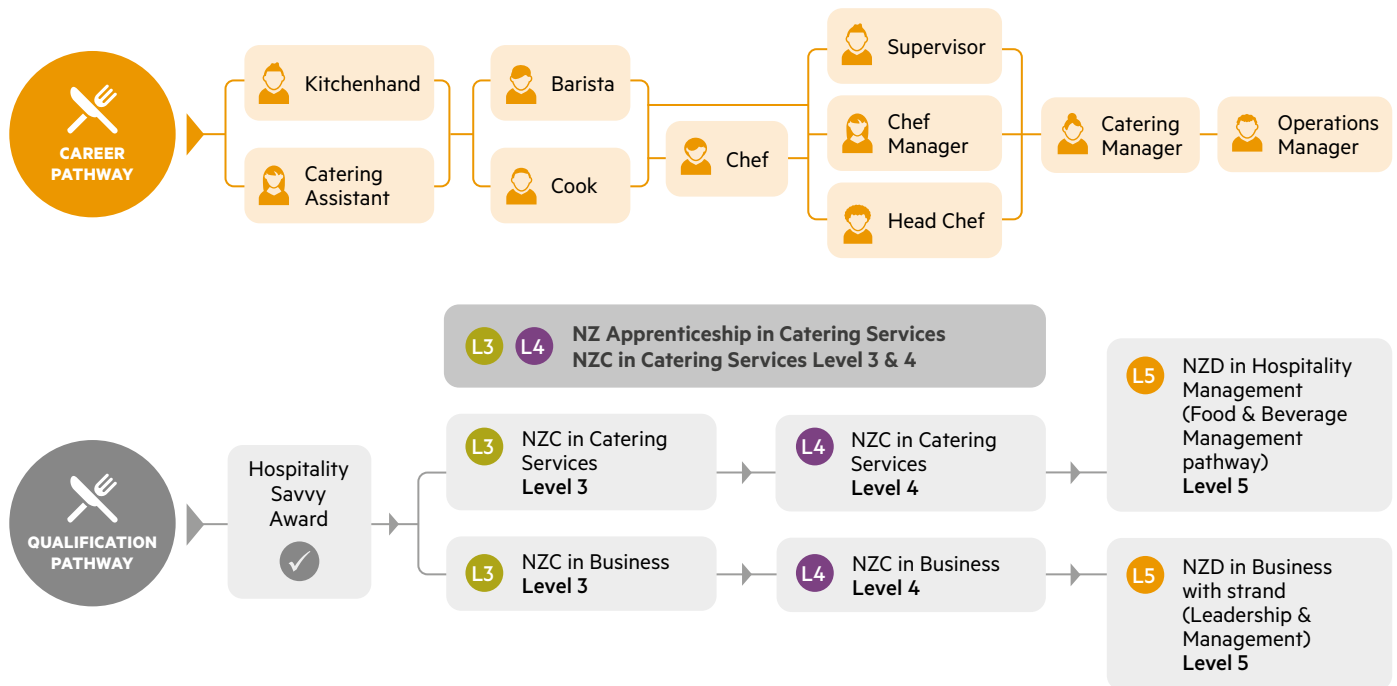 CAREER
PATHWAY
Kitchenhand
Catering
Assistant
Barista
Cook
Chef
Supervisor
Chef
Manager
Head Chef
Catering
Manager
Operations
Manager
QUALIFICATION
PATHWAY
Hospitality
Savvy
Award
L3 L4
NZ Apprenticeship in Catering Services
NZC in Catering Services Level 3 & 4
L3
NZC in Catering
Services
Level 3
L4
NZC in Catering
Services
Level 4
L5
NZD in Hospitality
Management
(Food & Beverage
Management
pathway)
Level 5
L3
NZC in Business
Level 3
L4
NZC in Business
Level 4
L5
NZD in Business
with strand
(Leadership &
Management)
Level 5